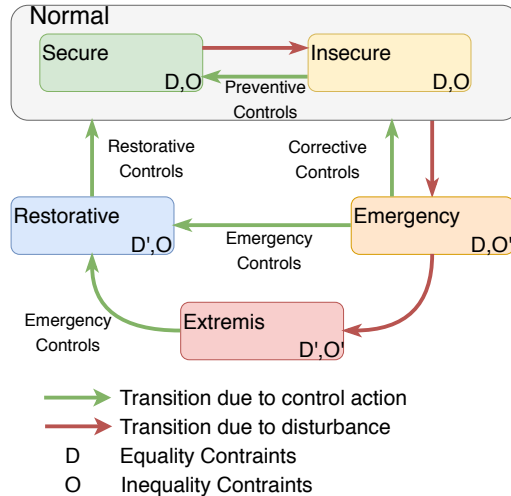 Normal
Secure
D,O
Insecure
D,O
Preventive
Controls
Restorative
Controls
Corrective
Controls
Restorative
D',O
Emergency
Controls
Emergency
D,O'
Emergency
Controls
Extremis
D',O'
Transition due to control action
Transition due to disturbance
D Equality Contraints
O Inequality Contraints